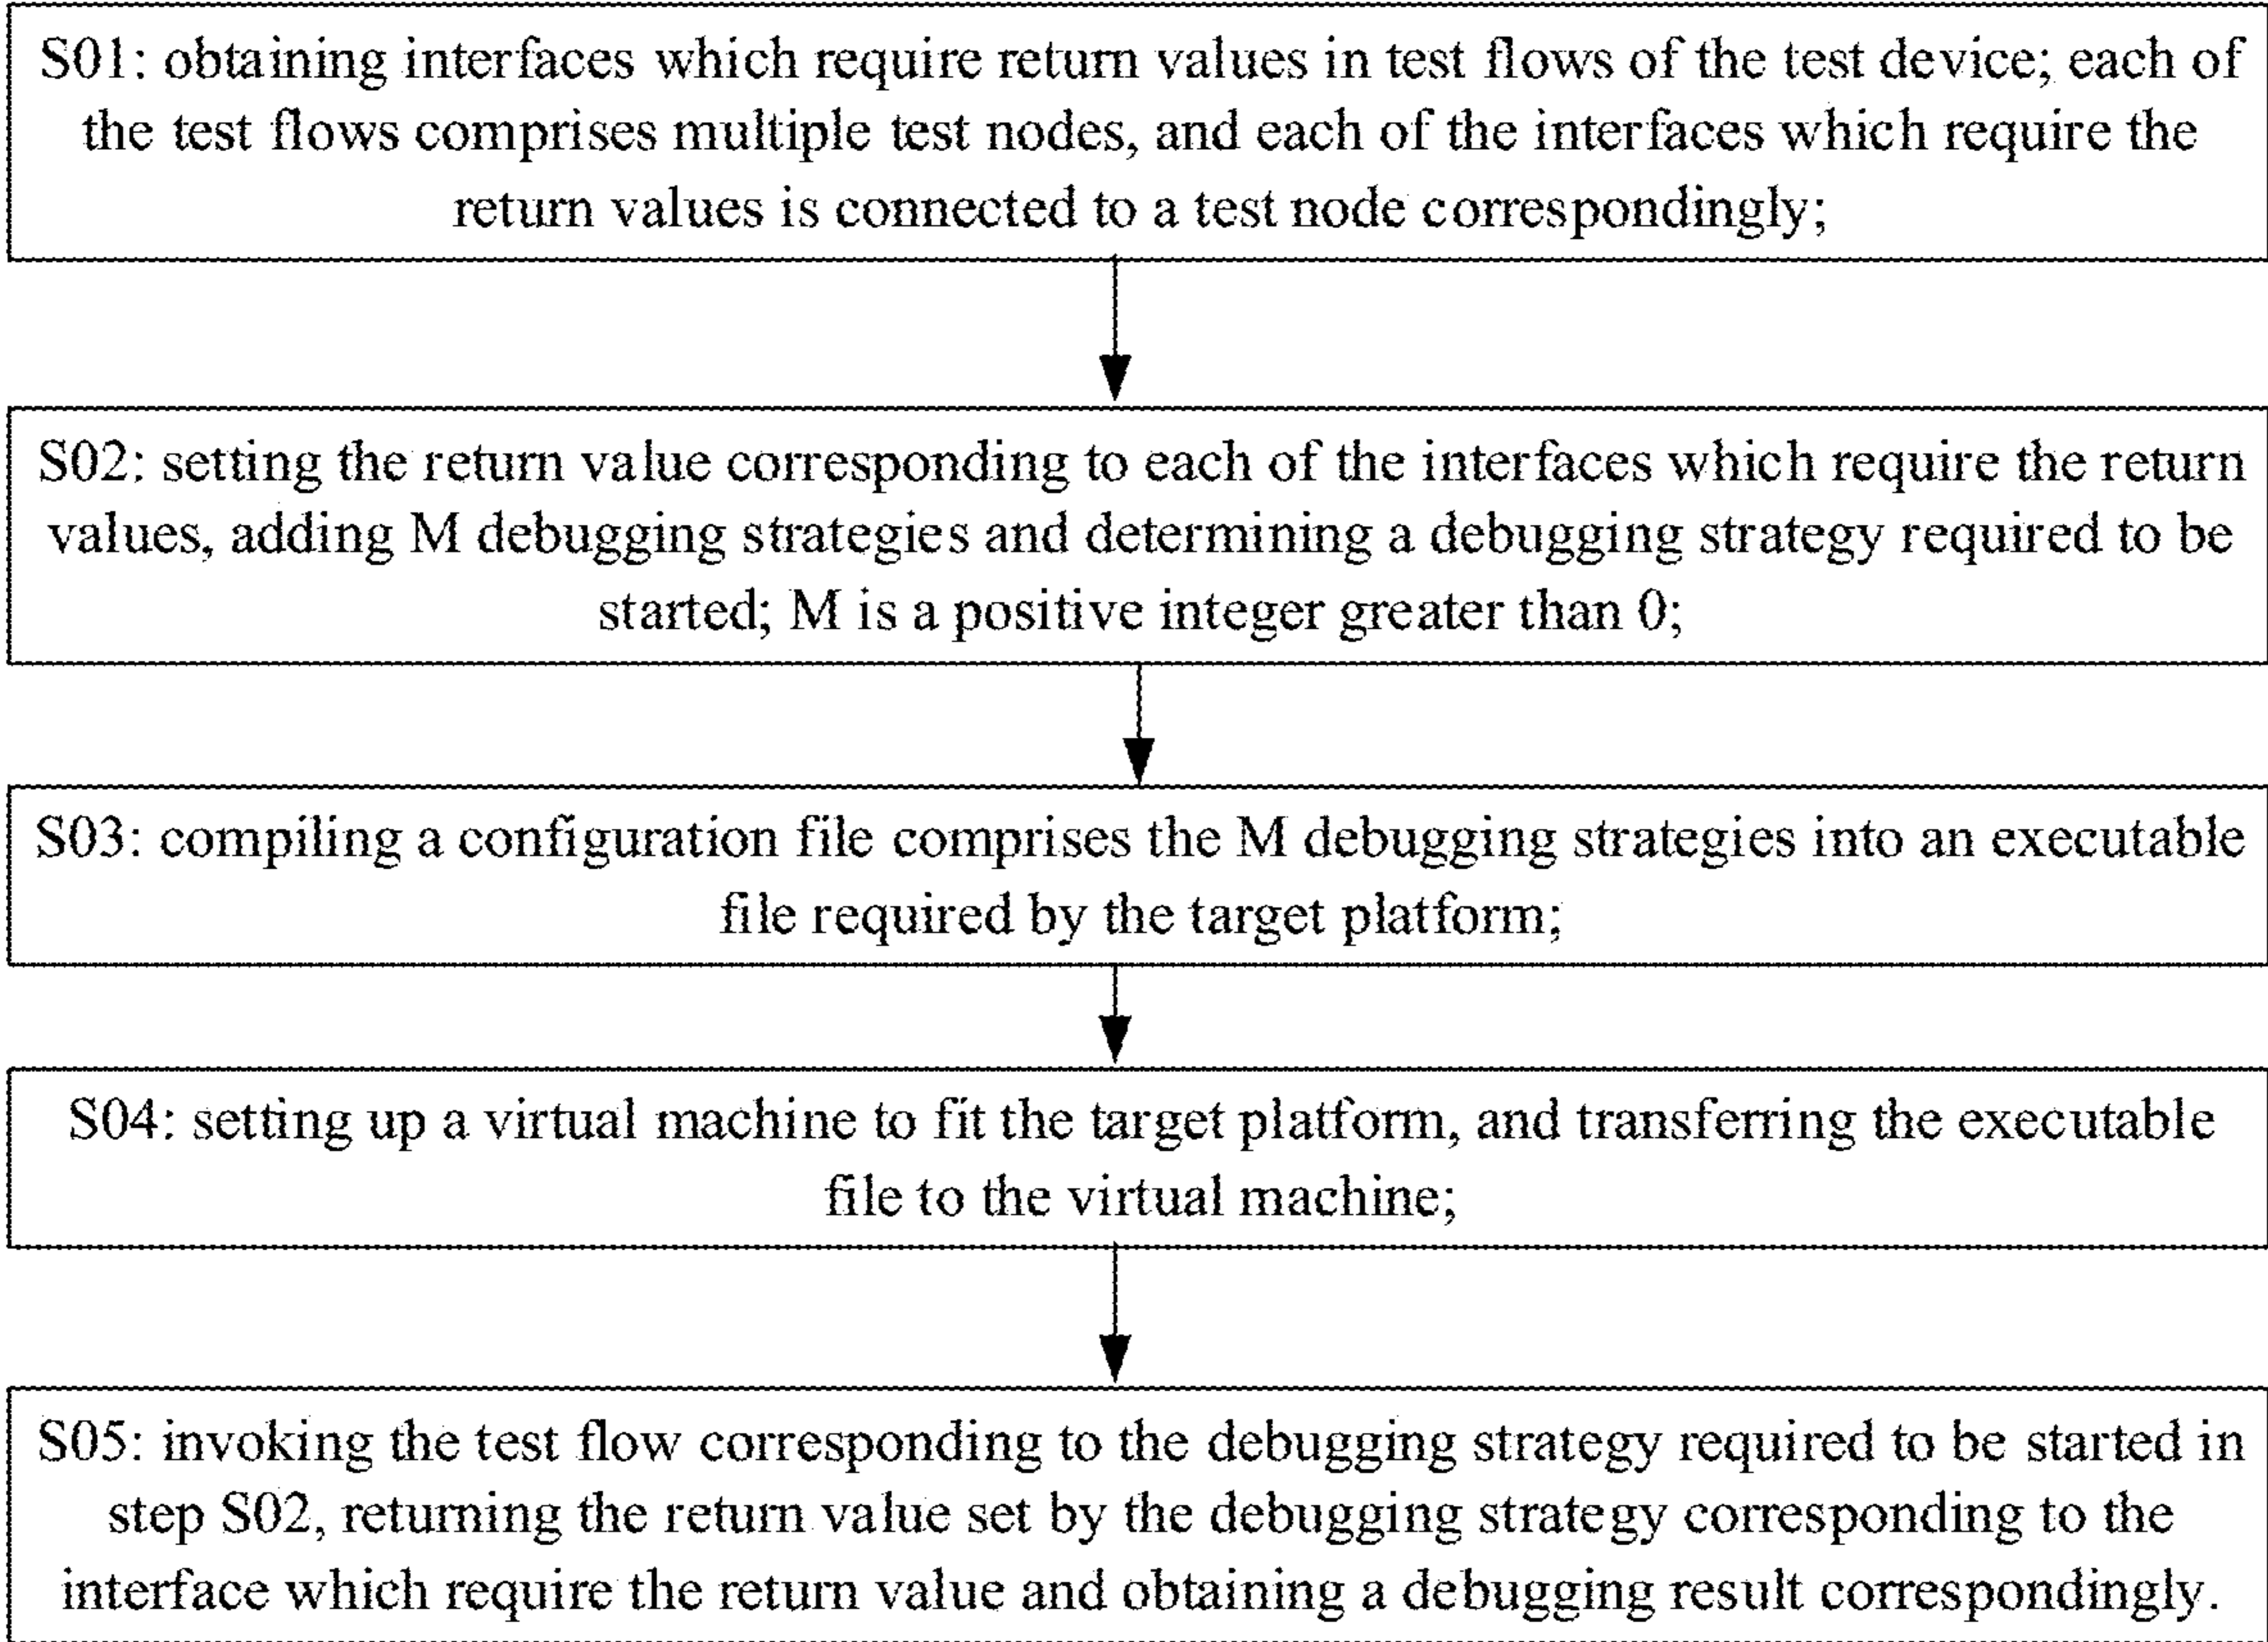 S01: obtaining interfaces which require return values in test flows of the test device; each of
the test flows comprises multiple test nodes, and each of the interfaces which require the
return values is connected to a test node correspondingly;
S02: setting the return value corresponding to each of the interfaces which require the return
values, adding M debugging strategies and determining a debugging strategy required to be
started; M is a positive integer greater than 0;
S03: compiling a configuration file comprises the M debugging strategies into an executable
file required by the target platform;
S04: setting up a virtual machine to fit the target platform, and transferring the executable
file to the virtual machine;
S05: invoking the test flow corresponding to the debugging strategy required to be started in
step S02, returning the return value set by the debugging strategy corresponding to the
interface which require the return value and obtaining a debugging result correspondingly.